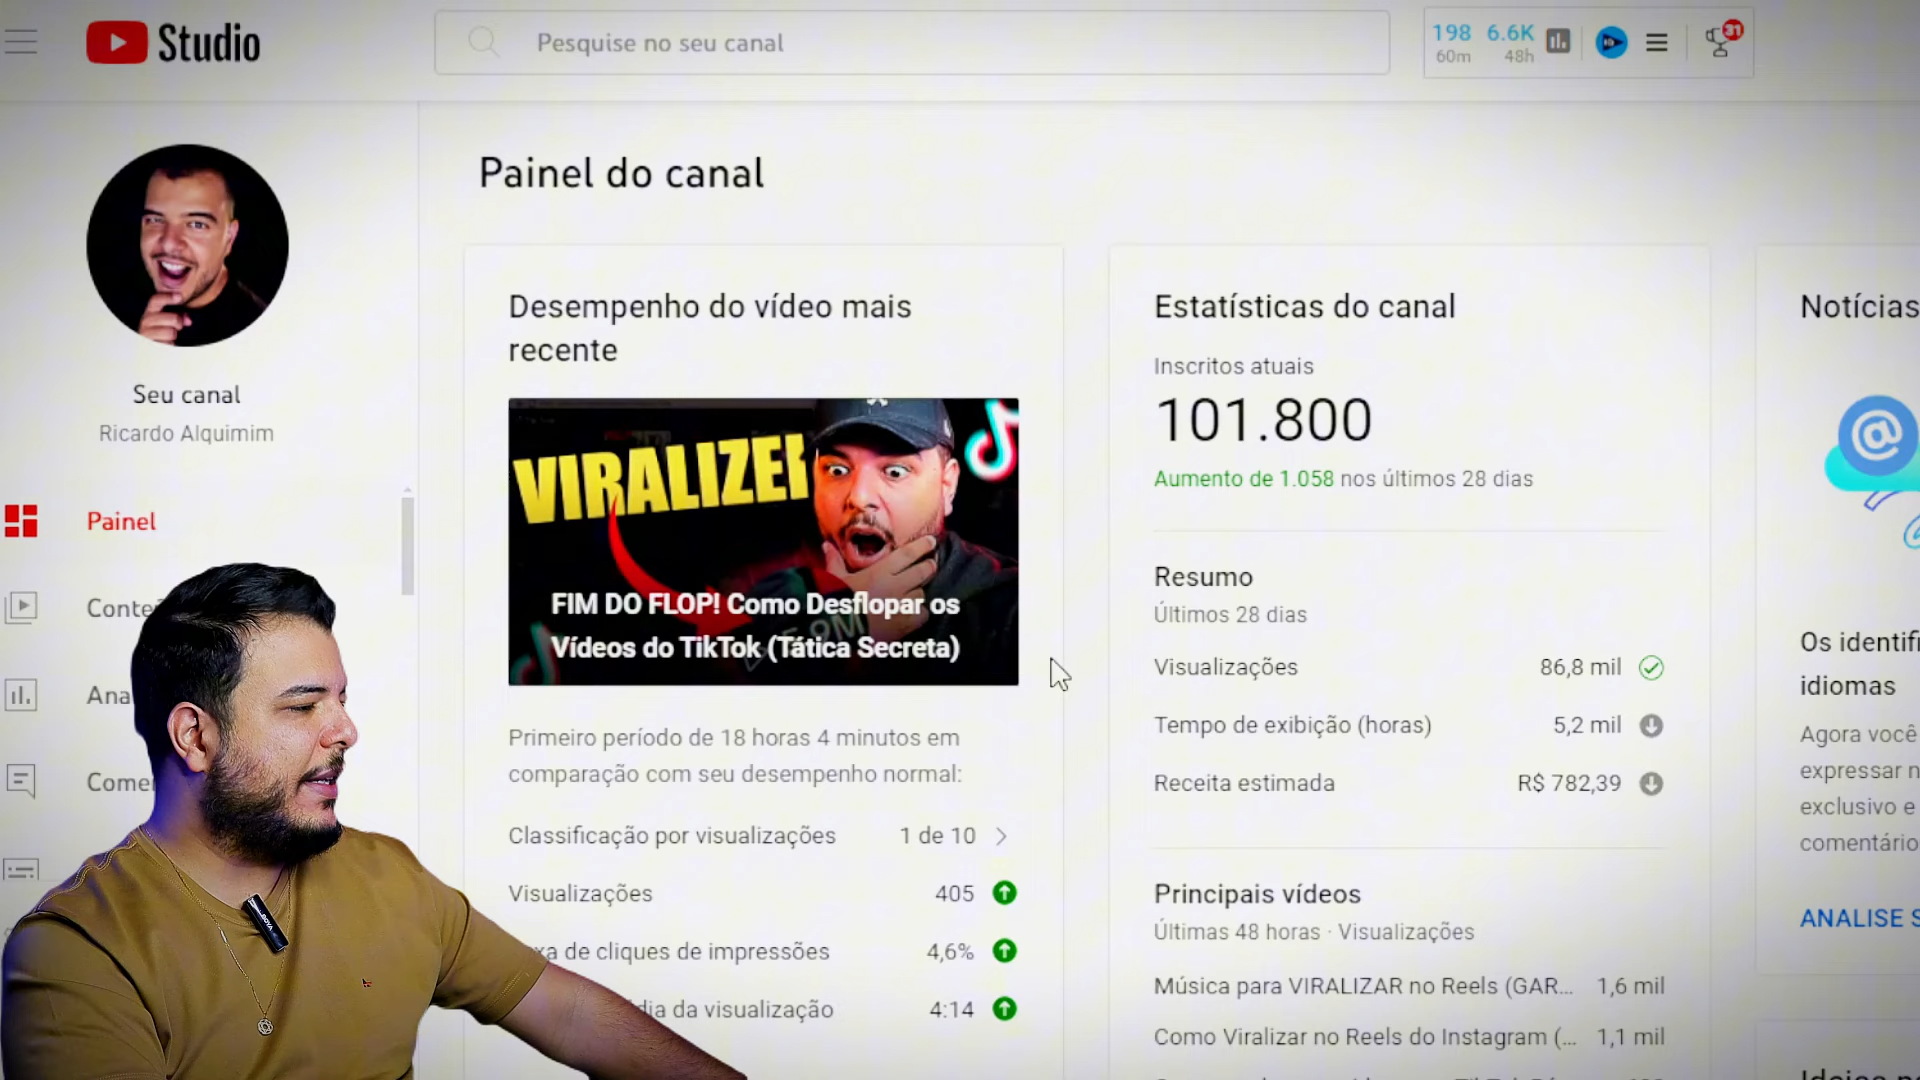 Studio
Pesquise no seu canal
198 6.6K
60m 48h
31
Painel do canal
Seu canal
Ricardo Alquimim
Painel
Desempenho do vídeo mais
recente
VIRALIZEI
FIM DO FLOP! Como Desflopar os
Vídeos do TikTok (Tática Secreta)
Primeiro período de 18 horas 4 minutos em
comparação com seu desempenho normal:
Classificação por visualizações 1 de 10
Visualizações 405
xa de cliques de impressões 4,6%
dia da visualização 4:14
Estatísticas do canal
Inscritos atuais
101.800
Aumento de 1.058 nos últimos 28 dias
Resumo
Últimos 28 dias
Visualizações 86,8 mil
Tempo de exibição (horas) 5,2 mil
Receita estimada R$ 782,39
Principais vídeos
Últimas 48 horas · Visualizações
Música para VIRALIZAR no Reels (GAR... 1,6 mil
Como Viralizar no Reels do Instagram (... 1,1 mil
Notícias
@
Os identifi
idiomas
Agora você
expressar n
exclusivo e
comentário
ANALISE S